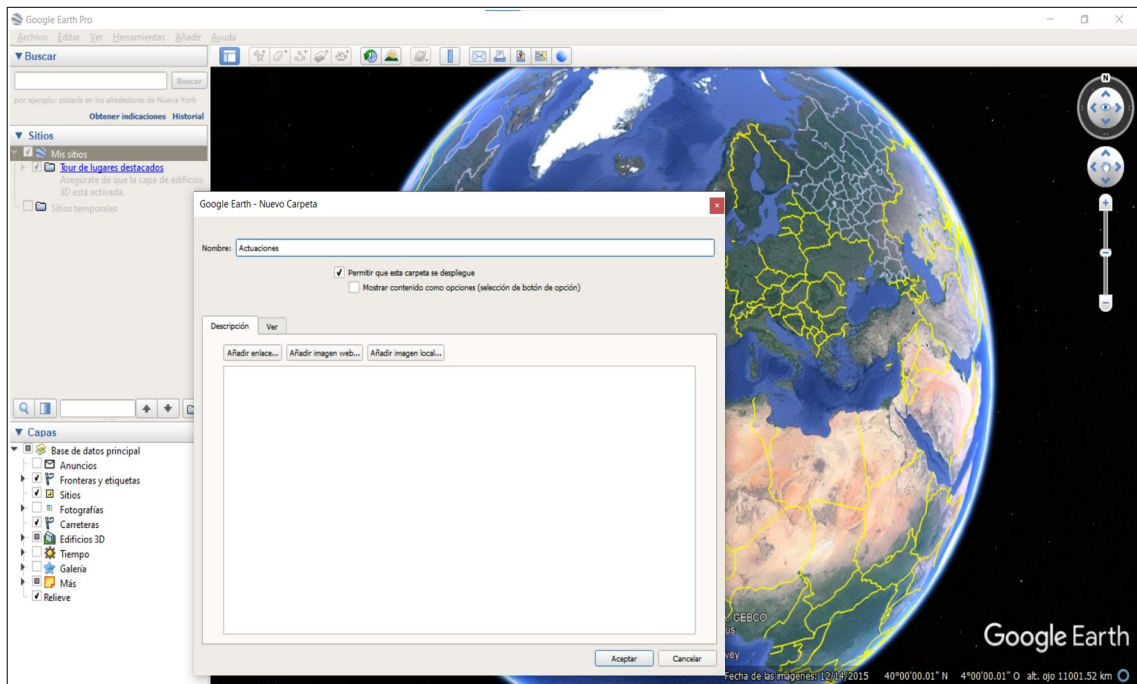 Google Earth Pro
Archivo Editar Ver Herramientas Añadir Ayuda
Buscar
Buscar
por ejemplo: pizzería en los alrededores de Nueva York
Obtener indicaciones Historial
Sitios
Mis sitios
Tour de lugares destacados
Asegúrate de que la capa de edificios
3D está activada.
Sitios temporales
Google Earth - Nuevo Carpeta
Nombre: Actuaciones
Permitir que esta carpeta se despliegue
Mostrar contenido como opciones (selección de botón de opción)
Descripción Ver
Añadir enlace... Añadir imagen web... Añadir imagen local...
Aceptar Cancelar
Capas
Base de datos principal
Anuncios
Fronteras y etiquetas
Sitios
Fotografías
Carreteras
Edificios 3D
Tiempo
Galería
Más
Relieve
N
GEBCO
Google Earth
Fecha de las imágenes: 12/14/2015 40°00'00.01" N 4°00'00.01" O alt. ojo 11001.52 km